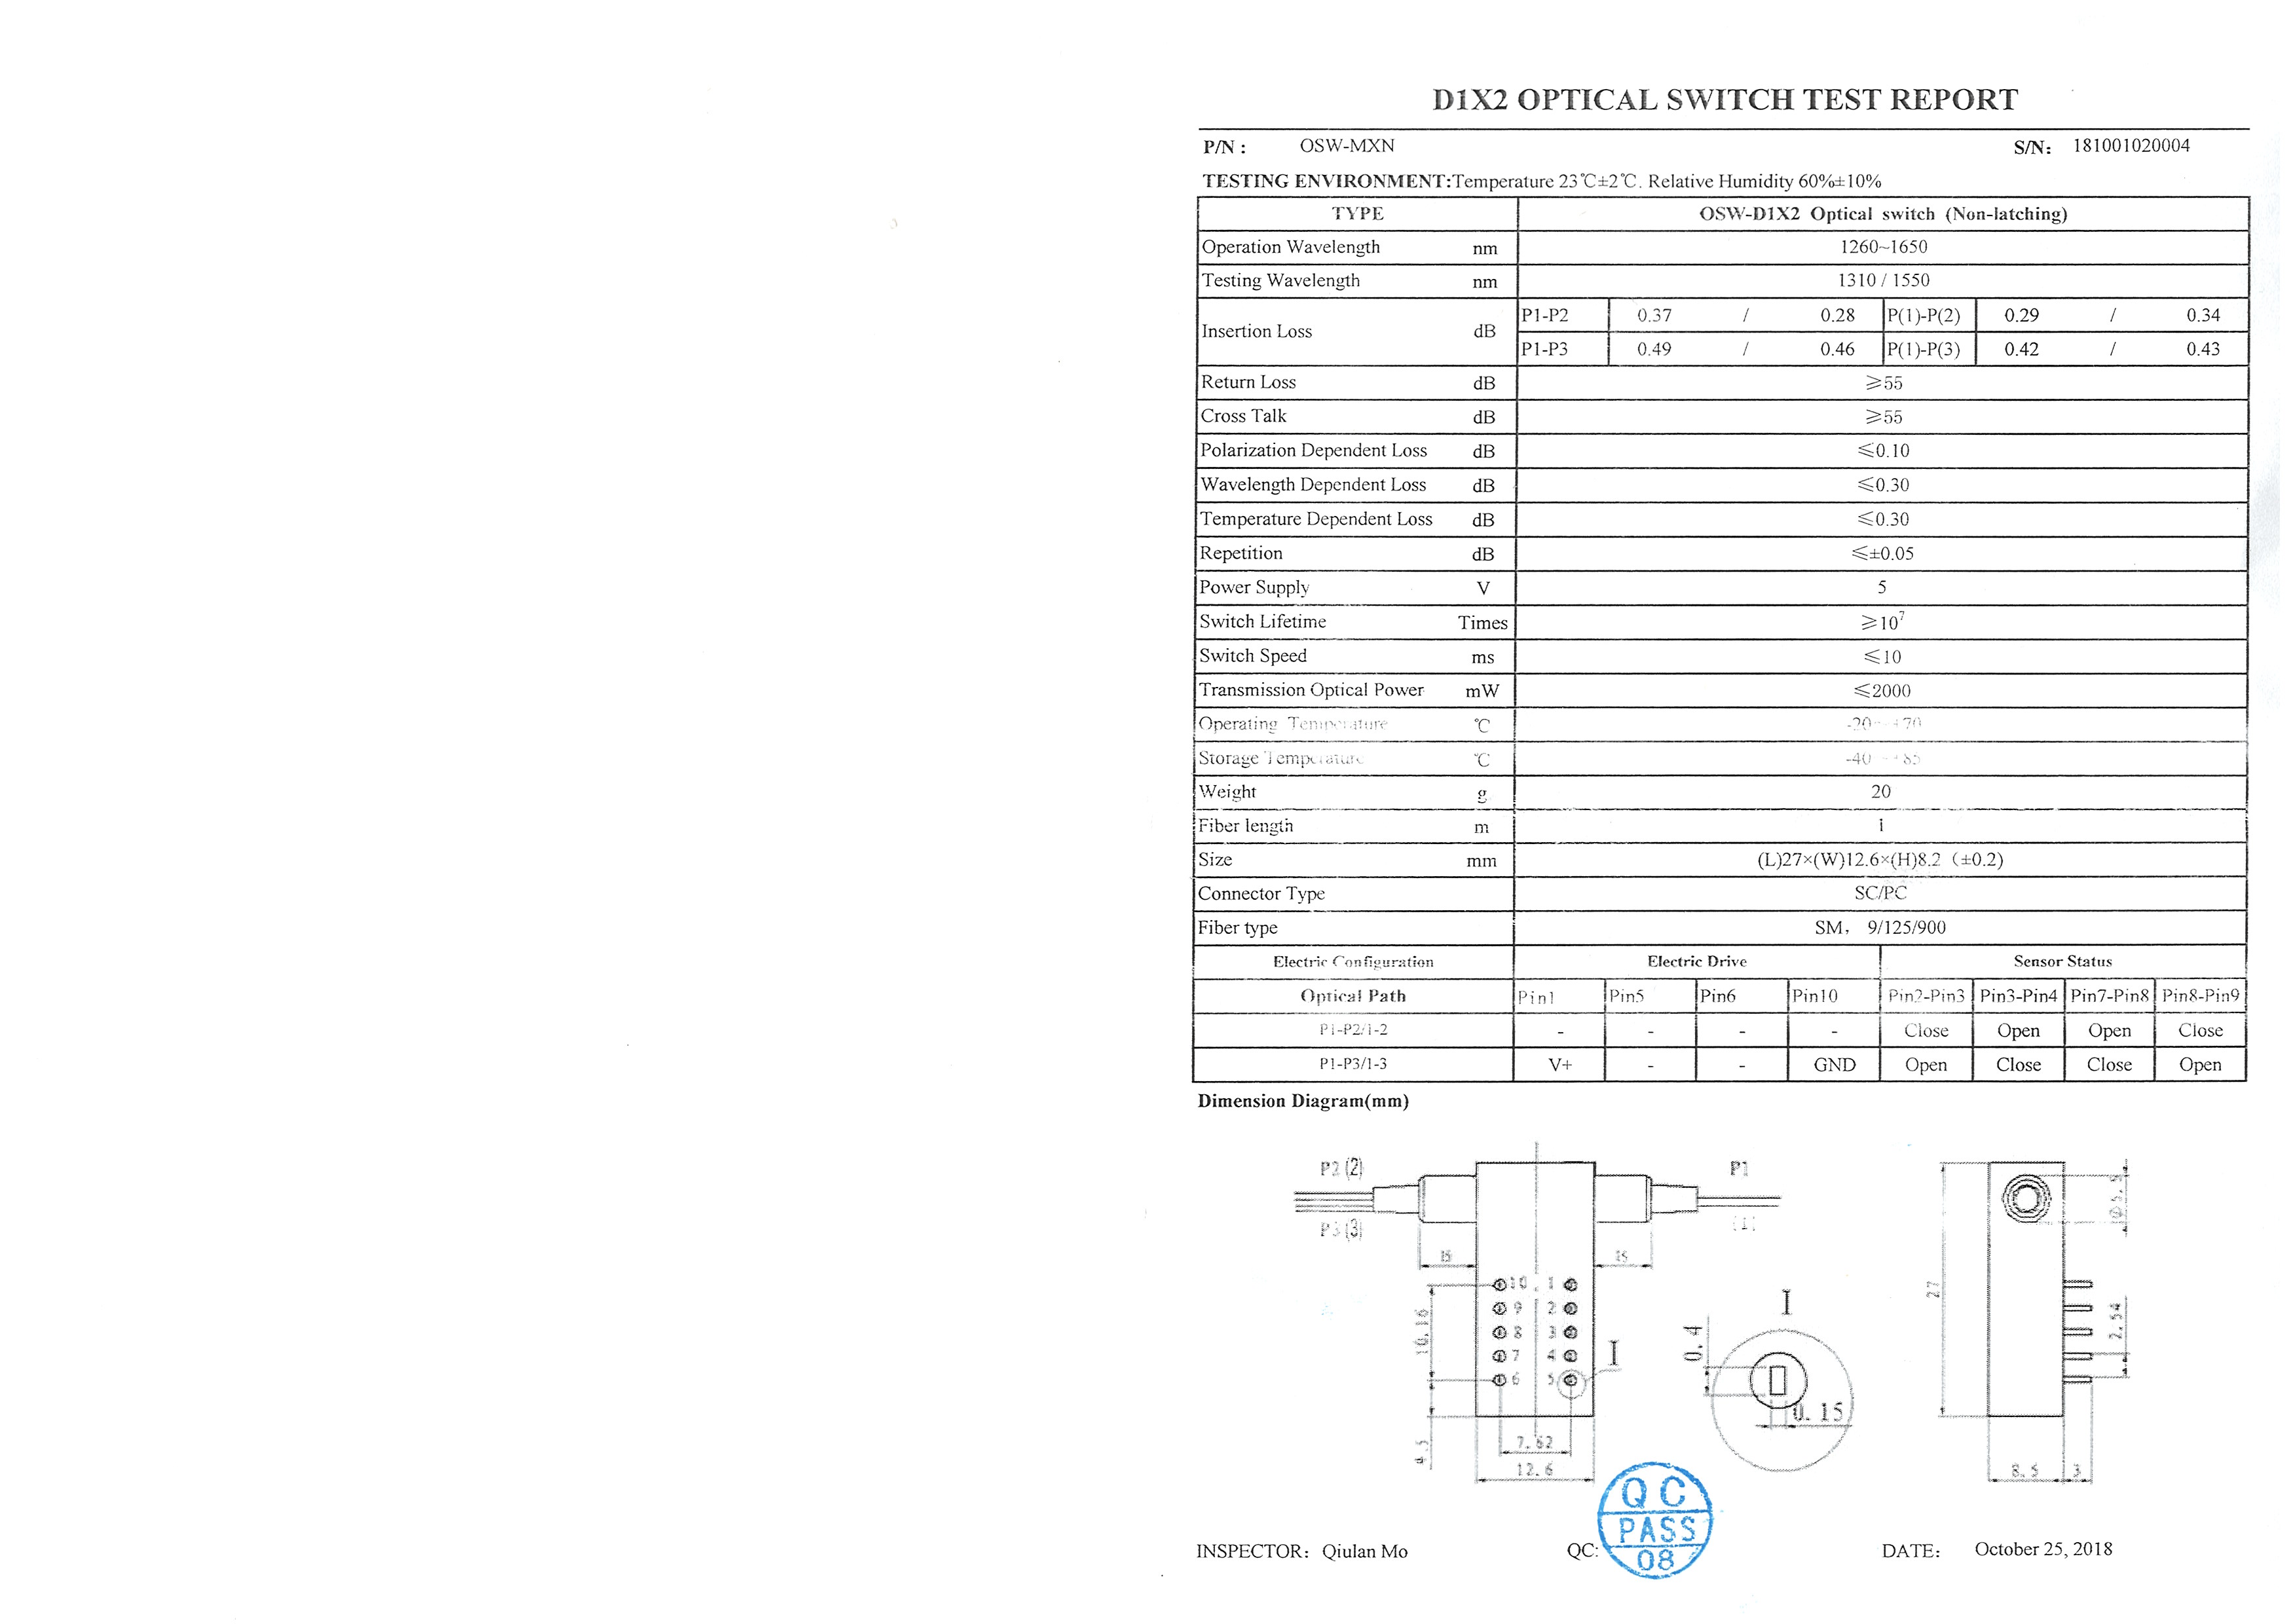 D1X2 OPTICAL SWITCH TEST REPORT
P/N : OSW-MXN S/N: 181001020004
TESTING ENVIRONMENT:Temperature 23℃±2℃. Relative Humidity 60%±10%
TYPE OSW-D1X2 Optical switch (Non-latching)
Operation Wavelength nm 1260~1650
Testing Wavelength nm 1310 / 1550
Insertion Loss dB
P1-P2 0.37 / 0.28 P(1)-P(2) 0.29 / 0.34
P1-P3 0.49 / 0.46 P(1)-P(3) 0.42 / 0.43
Return Loss dB ≥55
Cross Talk dB ≥55
Polarization Dependent Loss dB ≤0.10
Wavelength Dependent Loss dB ≤0.30
Temperature Dependent Loss dB ≤0.30
Repetition dB ≤±0.05
Power Supply V 5
Switch Lifetime Times ≥10⁷
Switch Speed ms ≤10
Transmission Optical Power mW ≤2000
Operating Temperature ℃ -20~+70
Storage Temperature ℃ -40~+85
Weight g 20
Fiber length m 1
Size mm (L)27×(W)12.6×(H)8.2 (±0.2)
Connector Type SC/PC
Fiber type SM, 9/125/900
Electric Configuration Electric Drive Sensor Status
Optical Path Pin1 Pin5 Pin6 Pin10 Pin2-Pin3 Pin3-Pin4 Pin7-Pin8 Pin8-Pin9
P1-P2/1-2 - - - - Close Open Open Close
P1-P3/1-3 V+ - - GND Open Close Close Open
Dimension Diagram(mm)
P2 (2) P1
P3 (3) (1)
15 15
10 1
9 2
8 3
7 4
6 5
10.16
4.5
7.62
12.6
I
I
0.4
0.15
27
2.54
8.5 3
QC
PASS
08
INSPECTOR: Qiulan Mo QC: DATE: October 25, 2018